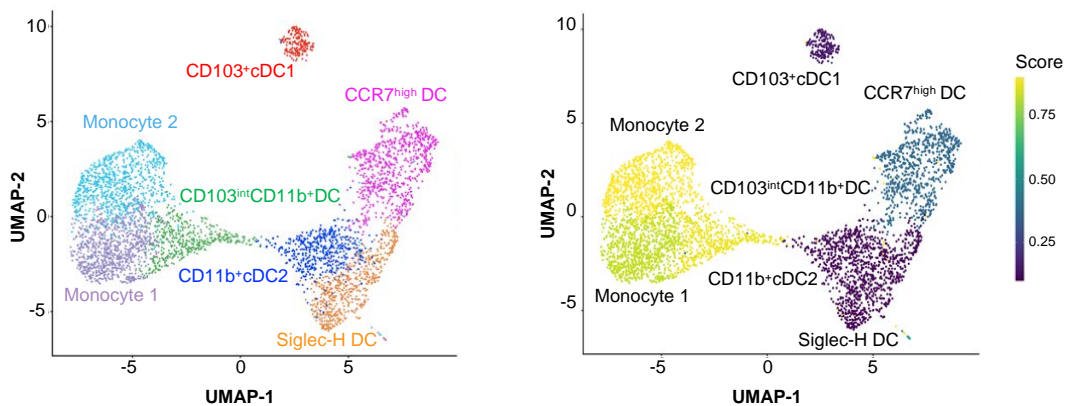 10
5
0
-5
-5
0
5
UMAP-2
UMAP-1
CD103⁺cDC1
CCR7ʰⁱᵍʰ DC
Monocyte 2
CD103ⁱⁿᵗCD11b⁺DC
CD11b⁺cDC2
Monocyte 1
Siglec-H DC
10
5
0
-5
-5
0
5
UMAP-2
UMAP-1
CD103⁺cDC1
CCR7ʰⁱᵍʰ DC
Monocyte 2
CD103ⁱⁿᵗCD11b⁺DC
CD11b⁺cDC2
Monocyte 1
Siglec-H DC
Score
0.75
0.50
0.25